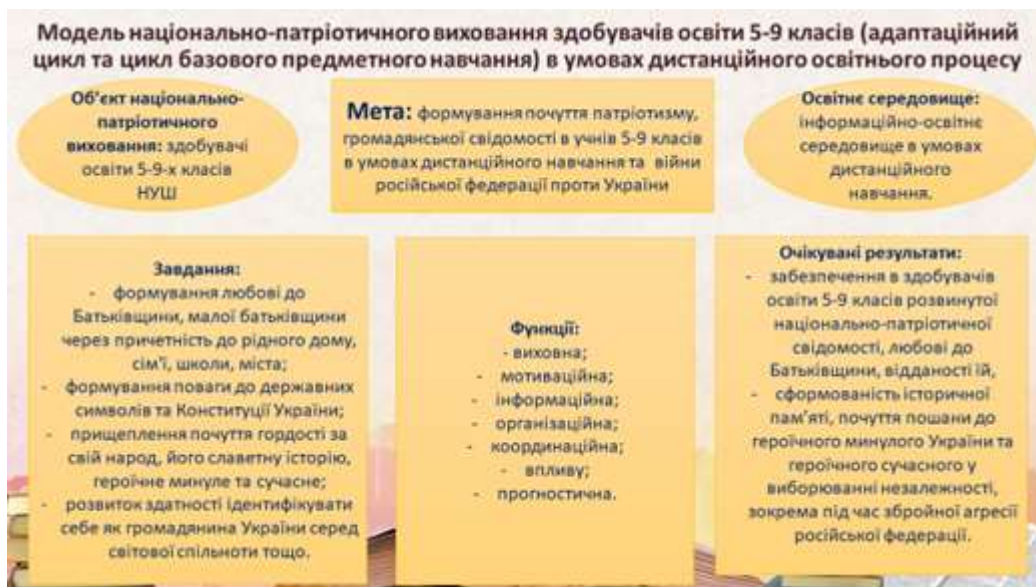 Модель національно-патріотичного виховання здобувачів освіти 5-9 класів (адаптаційний
цикл та цикл базового предметного навчання) в умовах дистанційного освітнього процесу
Об'єкт національно-
патріотичного
виховання: здобувачі
освіти 5-9-х класів
НУШ
Мета: формування почуття патріотизму,
громадянської свідомості в учнів 5-9 класів
в умовах дистанційного навчання та війни
російської федерації проти України
Освітнє середовище:
інформаційно-освітнє
середовище в умовах
дистанційного
навчання.
Завдання:
- формування любові до
Батьківщини, малої батьківщини
через причетність до рідного дому,
сім'ї, школи, міста;
- формування поваги до державних
символів та Конституції України;
- прищеплення почуття гордості за
свій народ, його славетну історію,
героїчне минуле та сучасне;
- розвиток здатності ідентифікувати
себе як громадянина України серед
світової спільноти тощо.
Функції:
- виховна;
- мотиваційна;
- інформаційна;
- організаційна;
- координаційна;
- впливу;
- прогностична.
Очікувані результати:
- забезпечення в здобувачів
освіти 5-9 класів розвинутої
національно-патріотичної
свідомості, любові до
Батьківщини, відданості їй,
- сформованість історичної
пам'яті, почуття пошани до
героїчного минулого України та
героїчного сучасного у
виборюванні незалежності,
зокрема під час збройної агресії
російської федерації.